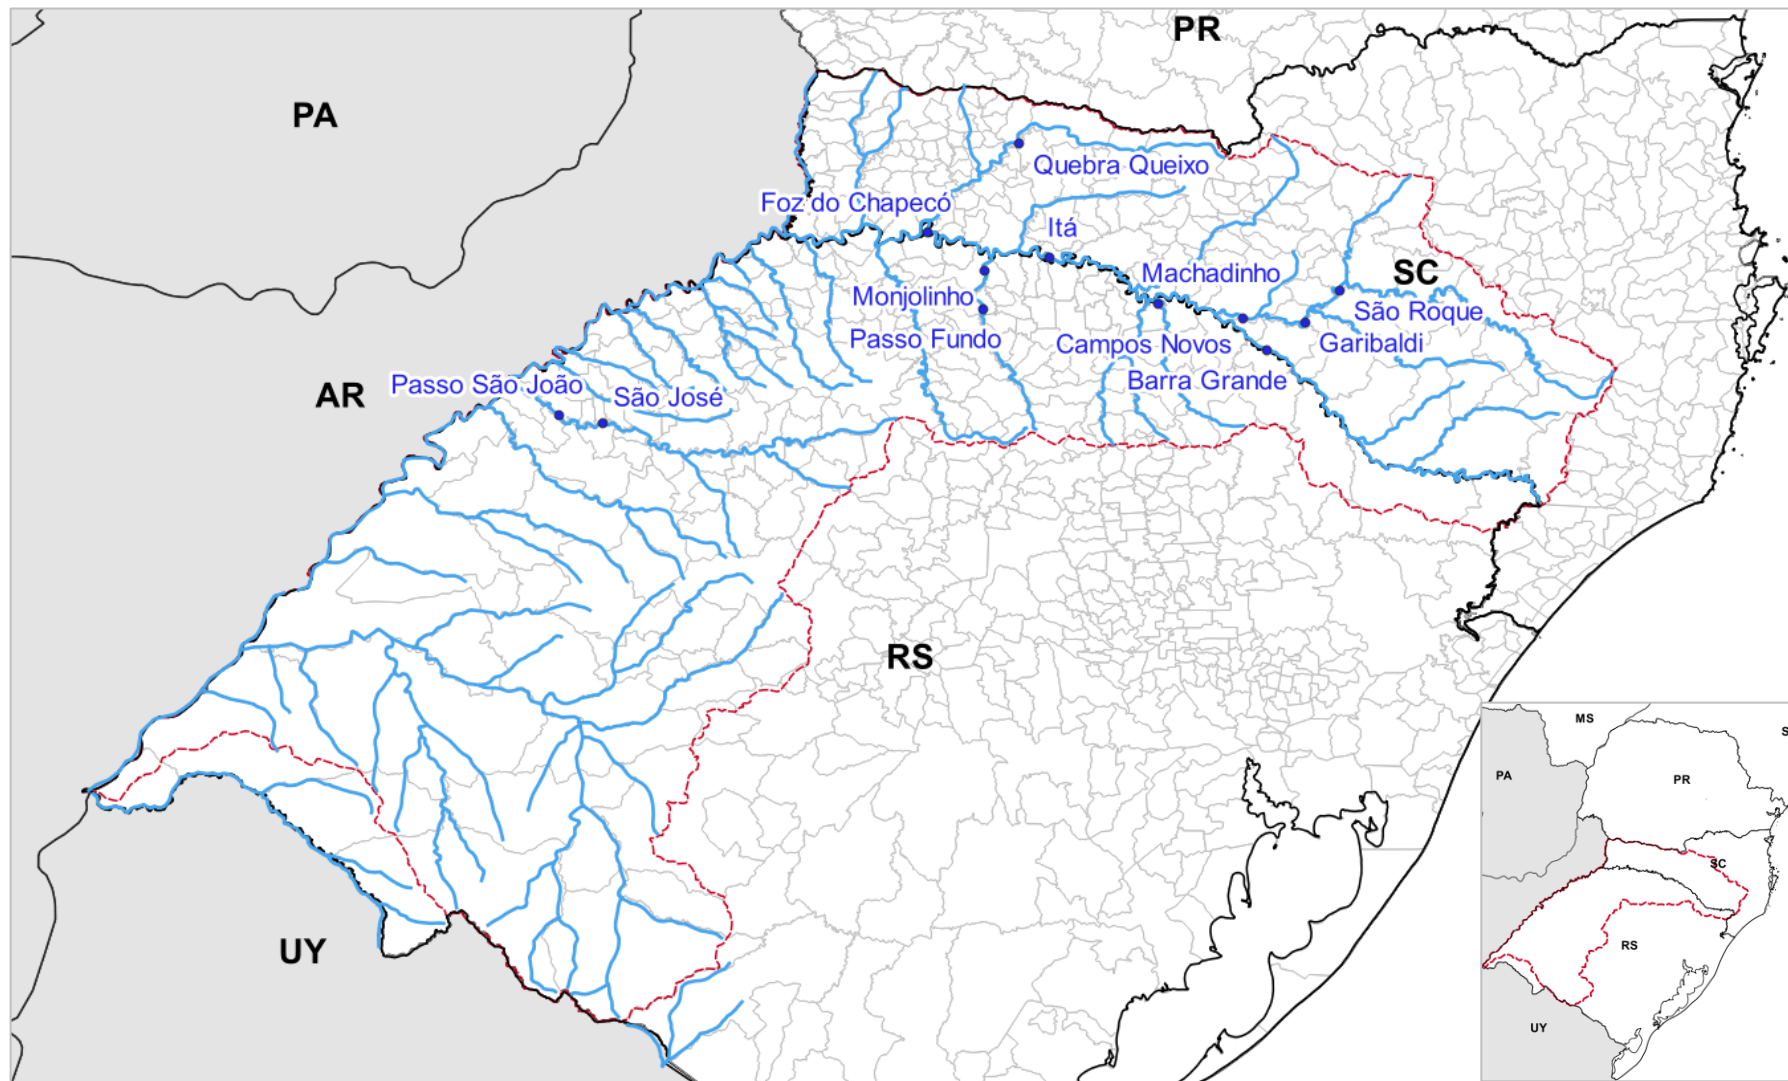 PR
PA
Quebra Queixo
Foz do Chapecó
Itá
Machadinho
SC
Monjolinho
São Roque
Passo Fundo
Campos Novos
Garibaldi
Passo São João
São José
Barra Grande
AR
RS
UY
MS
S
PA
PR
SC
RS
UY